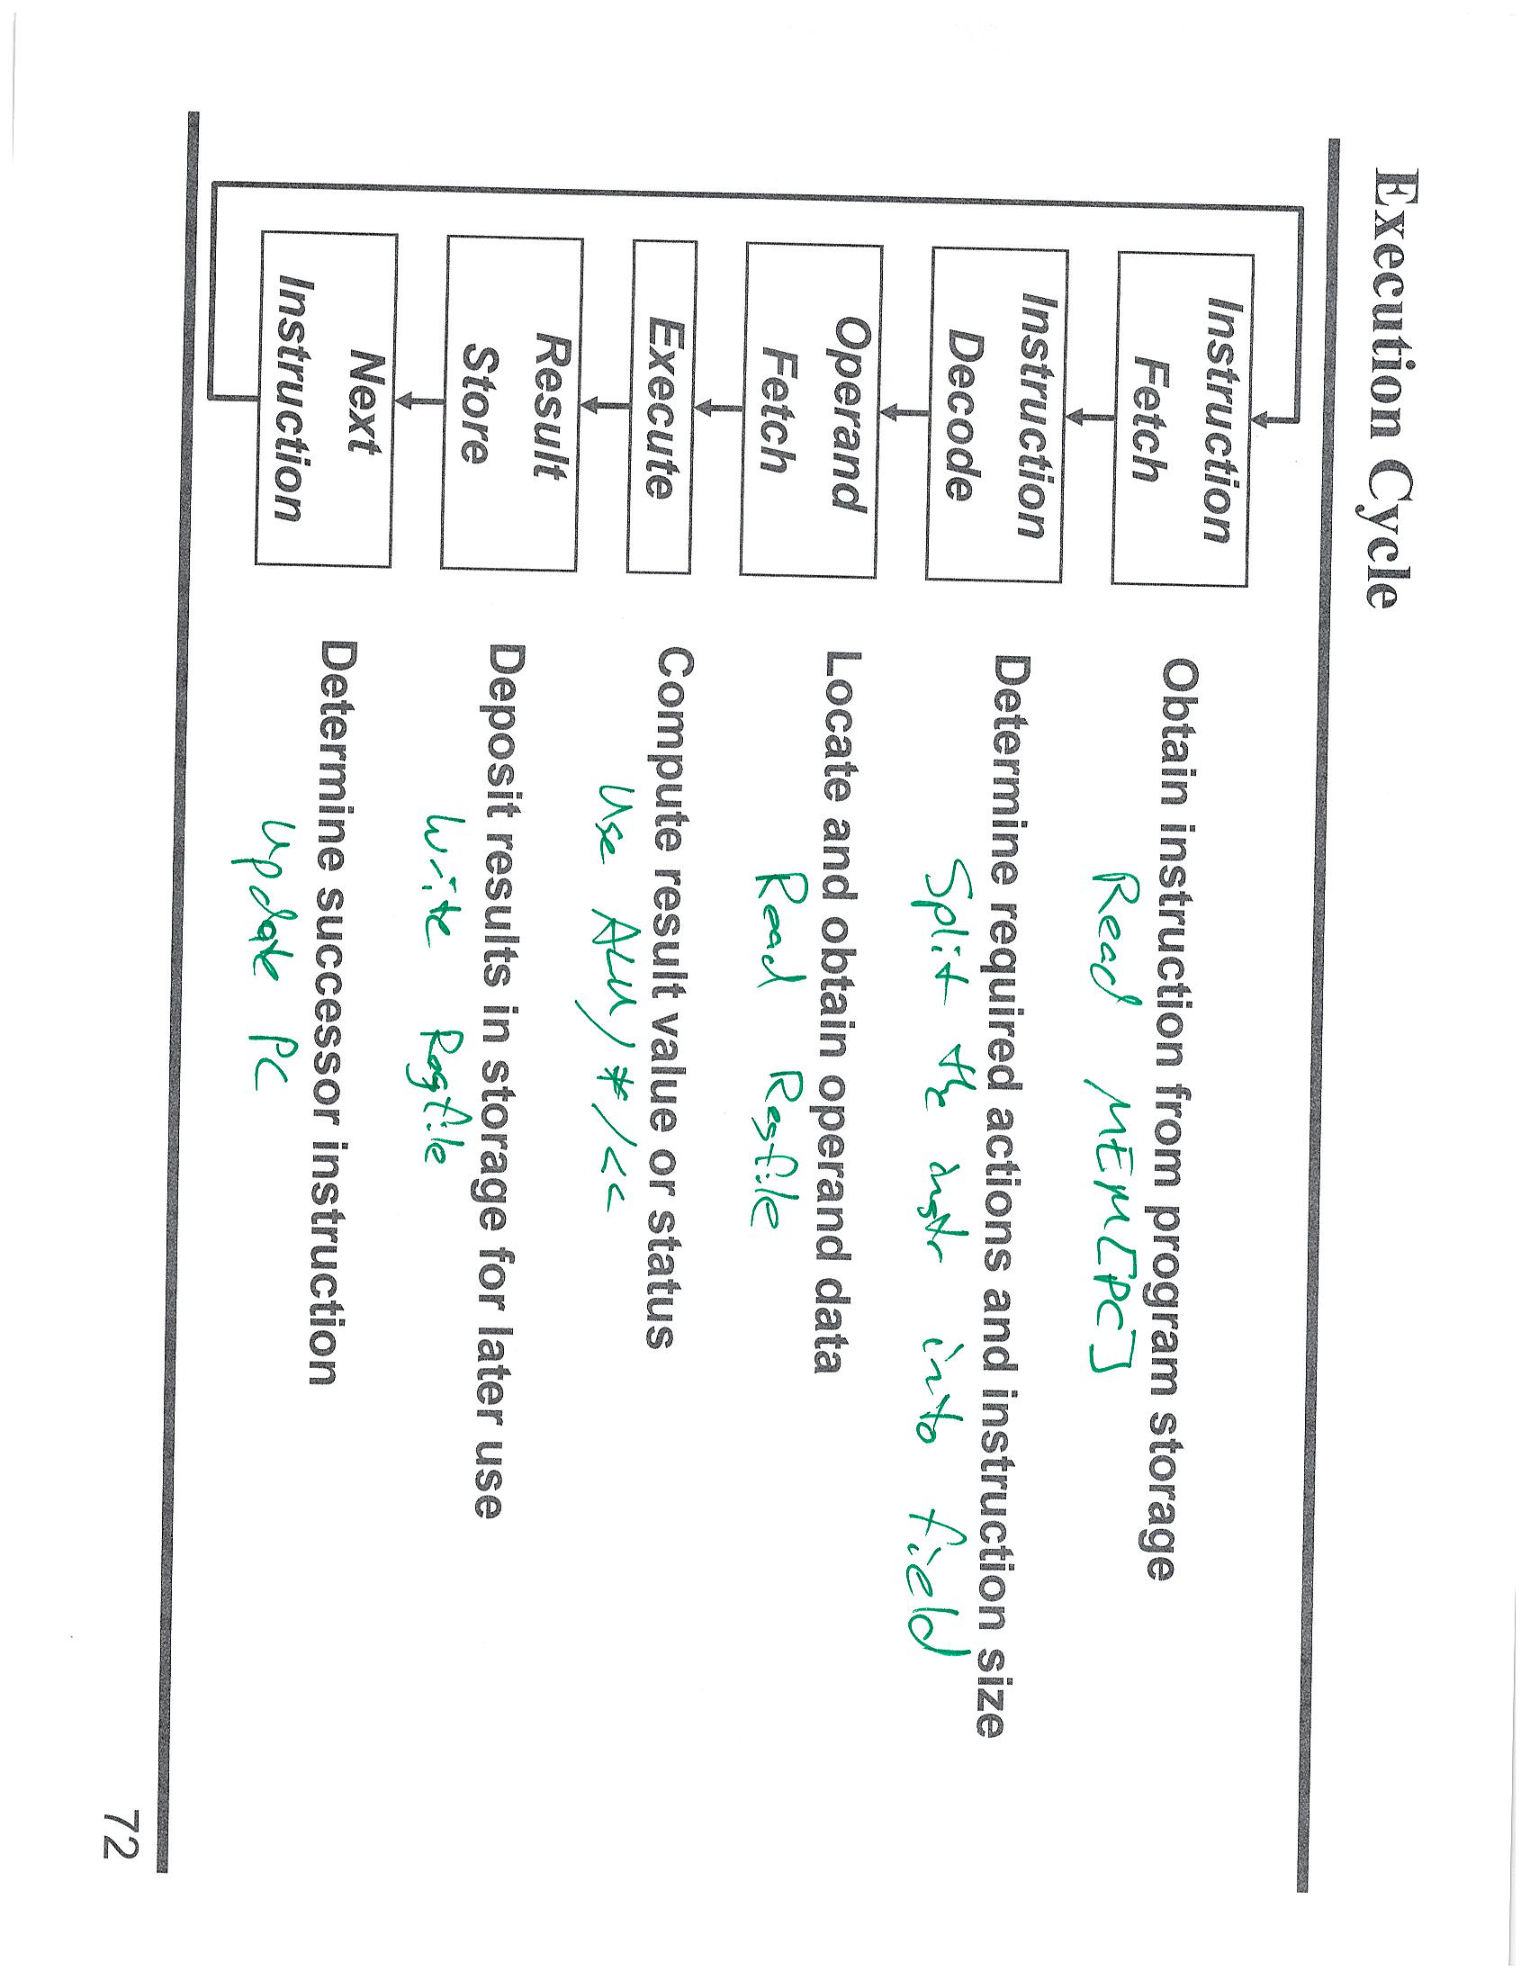 Execution Cycle
Instruction
Fetch
Obtain instruction from program storage
Read MEM[PC]
Instruction
Decode
Determine required actions and instruction size
Split the instr into field
Operand
Fetch
Locate and obtain operand data
Read Regfile
Execute
Compute result value or status
Use ALU, *, <<
Result
Store
Deposit results in storage for later use
Write Regfile
Next
Instruction
Determine successor instruction
Update PC
72